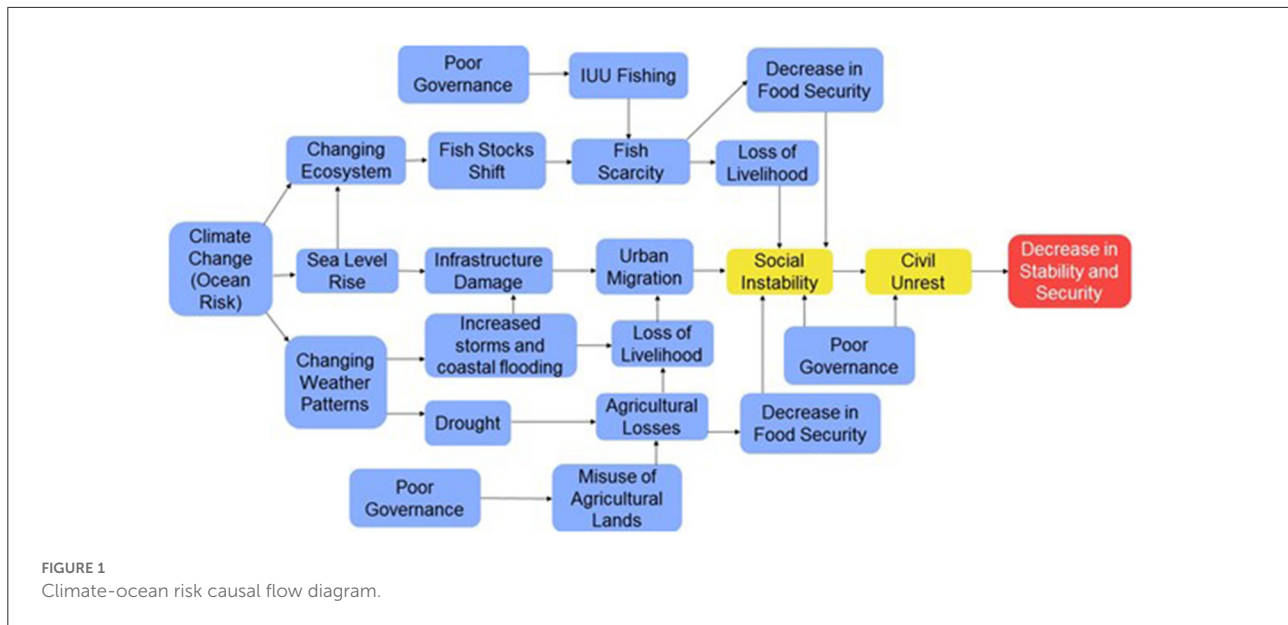 Poor
Governance
IUU Fishing
Decrease in
Food Security
Changing
Ecosystem
Fish Stocks
Shift
Fish
Scarcity
Loss of
Livelihood
Climate
Change
(Ocean
Risk)
Sea Level
Rise
Infrastructure
Damage
Urban
Migration
Social
Instability
Civil
Unrest
Decrease in
Stability and
Security
Changing
Weather
Patterns
Increased
storms and
coastal flooding
Loss of
Livelihood
Poor
Governance
Drought
Agricultural
Losses
Decrease in
Food Security
Poor
Governance
Misuse of
Agricultural
Lands
FIGURE 1
Climate-ocean risk causal flow diagram.